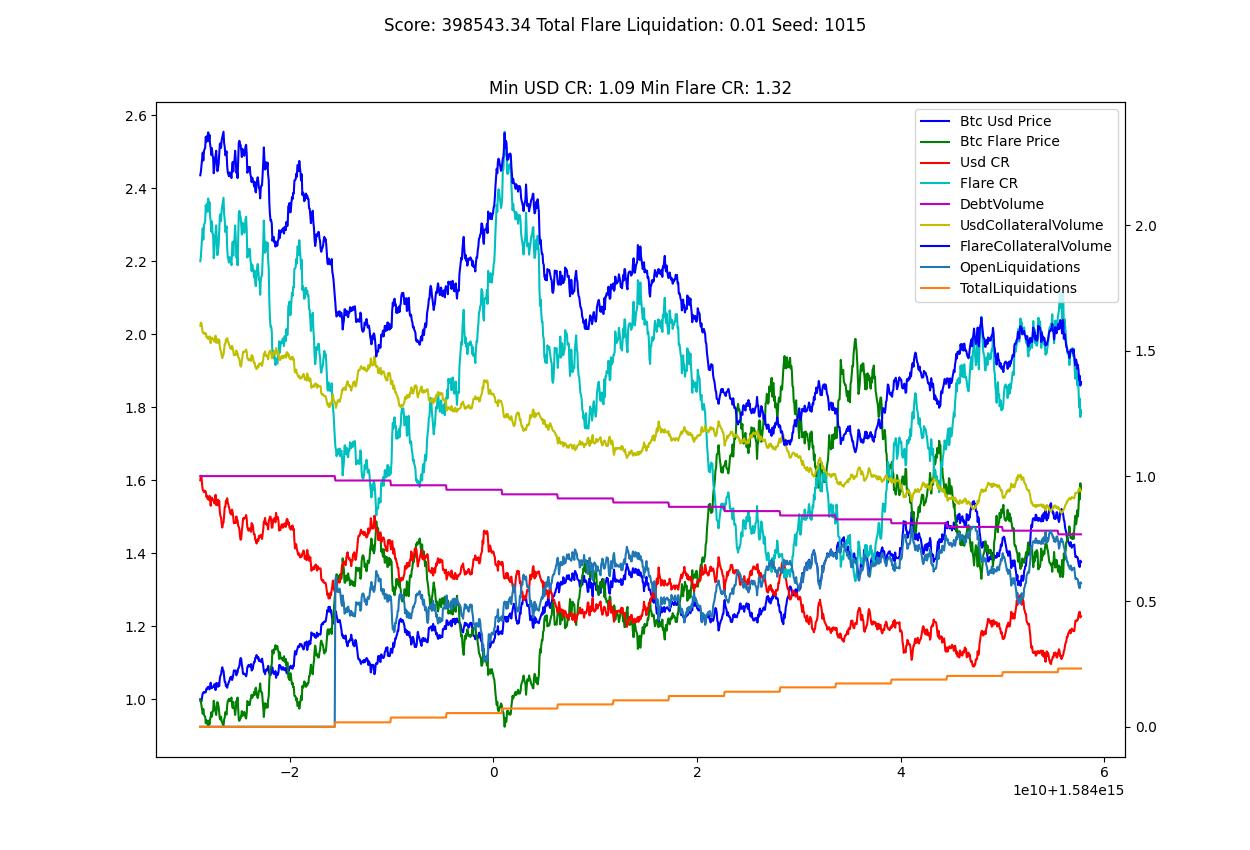 Score: 398543.34 Total Flare Liquidation: 0.01 Seed: 1015
Min USD CR: 1.09 Min Flare CR: 1.32
2.6
2.4
2.2
2.0
1.8
1.6
1.4
1.2
1.0
Btc Usd Price
Btc Flare Price
Usd CR
Flare CR
DebtVolume
UsdCollateralVolume
FlareCollateralVolume
OpenLiquidations
TotalLiquidations
2.0
1.5
1.0
0.5
0.0
−2
0
2
4
6
1e10+1.584e15